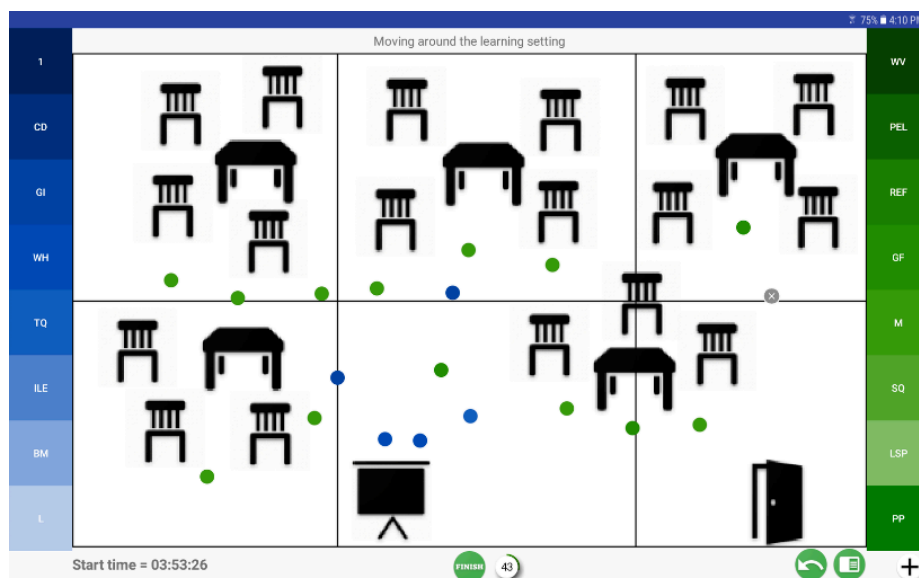 75% 4:10 PM
Moving around the learning setting
1
CD
GI
WH
TQ
ILE
BM
L
WV
PEL
REF
GF
M
SQ
LSP
PP
Start time = 03:53:26
FINISH
43